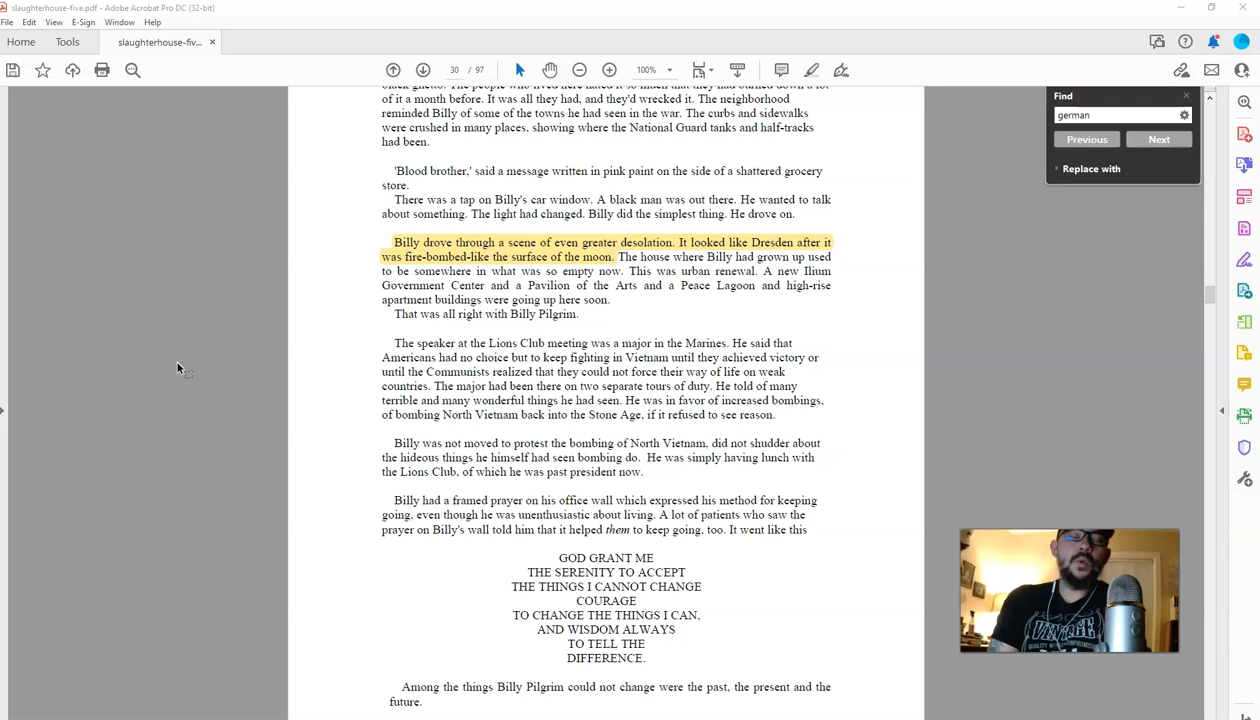 slaughterhouse-five.pdf - Adobe Acrobat Pro DC (32-bit)
File Edit View E-Sign Window Help
Home Tools slaughterhouse-fiv... ×
30 / 97 100%
black ghetto. The people who lived here hated it so much that they had burned down a lot
of it a month before. It was all they had, and they'd wrecked it. The neighborhood
reminded Billy of some of the towns he had seen in the war. The curbs and sidewalks
were crushed in many places, showing where the National Guard tanks and half-tracks
had been.
'Blood brother,' said a message written in pink paint on the side of a shattered grocery
store.
There was a tap on Billy's car window. A black man was out there. He wanted to talk
about something. The light had changed. Billy did the simplest thing. He drove on.
Billy drove through a scene of even greater desolation. It looked like Dresden after it
was fire-bombed-like the surface of the moon. The house where Billy had grown up used
to be somewhere in what was so empty now. This was urban renewal. A new Ilium
Government Center and a Pavilion of the Arts and a Peace Lagoon and high-rise
apartment buildings were going up here soon.
That was all right with Billy Pilgrim.
The speaker at the Lions Club meeting was a major in the Marines. He said that
Americans had no choice but to keep fighting in Vietnam until they achieved victory or
until the Communists realized that they could not force their way of life on weak
countries. The major had been there on two separate tours of duty. He told of many
terrible and many wonderful things he had seen. He was in favor of increased bombings,
of bombing North Vietnam back into the Stone Age, if it refused to see reason.
Billy was not moved to protest the bombing of North Vietnam, did not shudder about
the hideous things he himself had seen bombing do. He was simply having lunch with
the Lions Club, of which he was past president now.
Billy had a framed prayer on his office wall which expressed his method for keeping
going, even though he was unenthusiastic about living. A lot of patients who saw the
prayer on Billy's wall told him that it helped them to keep going, too. It went like this
GOD GRANT ME
THE SERENITY TO ACCEPT
THE THINGS I CANNOT CHANGE
COURAGE
TO CHANGE THE THINGS I CAN,
AND WISDOM ALWAYS
TO TELL THE
DIFFERENCE.
Among the things Billy Pilgrim could not change were the past, the present and the
future.
Find
german
Previous Next
Replace with
VINTAGE